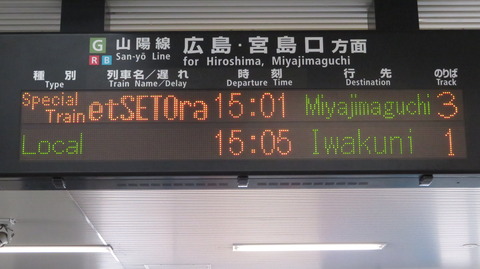 G 山陽線 広島・宮島口 方面
R B San-yō Line for Hiroshima, Miyajimaguchi
種別 列車名／遅れ 時刻 行先 のりば
Type Train Name/Delay Departure Time Destination Track
Special Train etSETOra 15:01 Miyajimaguchi 3
Local 15:05 Iwakuni 1